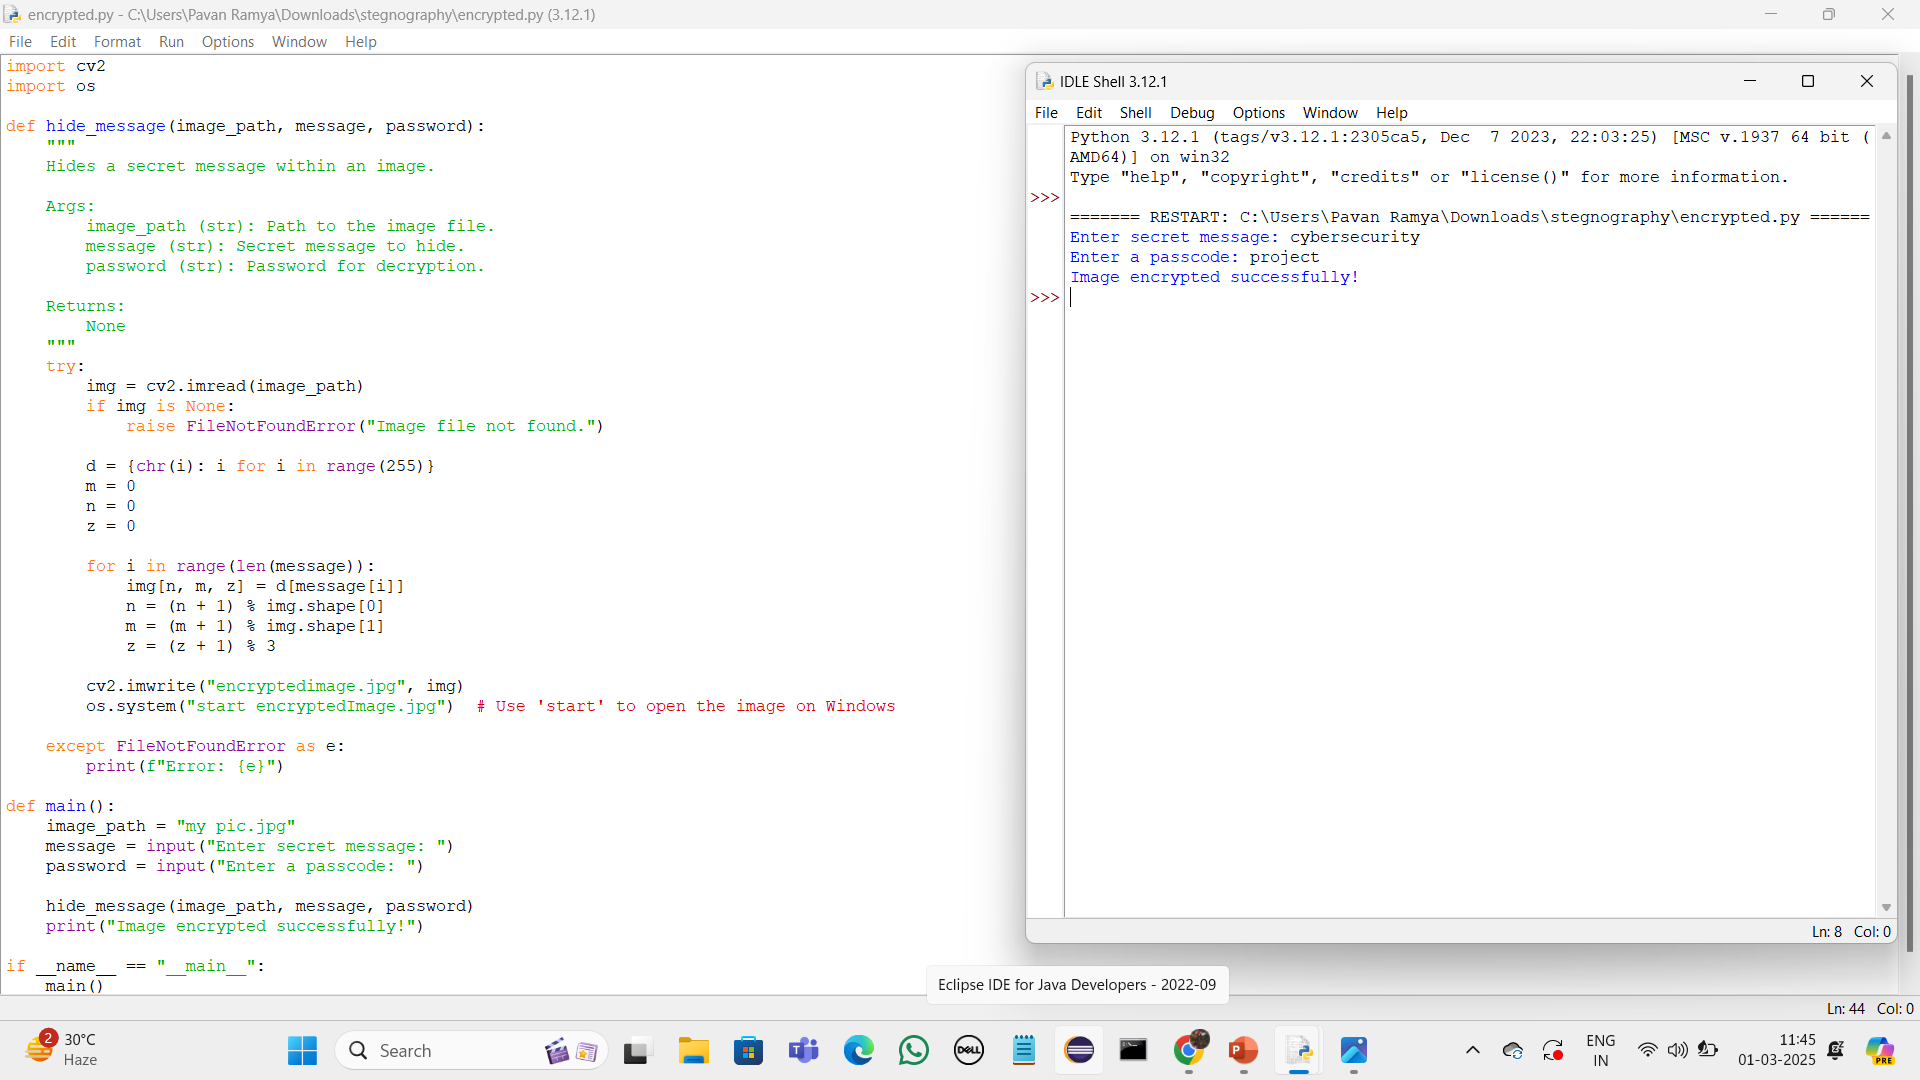 encrypted.py - C:\Users\Pavan Ramya\Downloads\stegnography\encrypted.py (3.12.1)
File Edit Format Run Options Window Help
import cv2
import os
def hide_message(image_path, message, password):
    """
    Hides a secret message within an image.
    Args:
        image_path (str): Path to the image file.
        message (str): Secret message to hide.
        password (str): Password for decryption.
    Returns:
        None
    """
    try:
        img = cv2.imread(image_path)
        if img is None:
            raise FileNotFoundError("Image file not found.")
        d = {chr(i): i for i in range(255)}
        m = 0
        n = 0
        z = 0
        for i in range(len(message)):
            img[n, m, z] = d[message[i]]
            n = (n + 1) % img.shape[0]
            m = (m + 1) % img.shape[1]
            z = (z + 1) % 3
        cv2.imwrite("encryptedimage.jpg", img)
        os.system("start encryptedImage.jpg")  # Use 'start' to open the image on Windows
    except FileNotFoundError as e:
        print(f"Error: {e}")
def main():
    image_path = "my pic.jpg"
    message = input("Enter secret message: ")
    password = input("Enter a passcode: ")
    hide_message(image_path, message, password)
    print("Image encrypted successfully!")
if __name__ == "__main__":
    main()
IDLE Shell 3.12.1
File Edit Shell Debug Options Window Help
Python 3.12.1 (tags/v3.12.1:2305ca5, Dec  7 2023, 22:03:25) [MSC v.1937 64 bit (
AMD64)] on win32
Type "help", "copyright", "credits" or "license()" for more information.
>>>
======= RESTART: C:\Users\Pavan Ramya\Downloads\stegnography\encrypted.py ======
Enter secret message: cybersecurity
Enter a passcode: project
Image encrypted successfully!
>>>
Ln: 8 Col: 0
Eclipse IDE for Java Developers - 2022-09
Ln: 44 Col: 0
2
30°C
Haze
Search
DELL
ENG
IN
11:45
01-03-2025
PRE